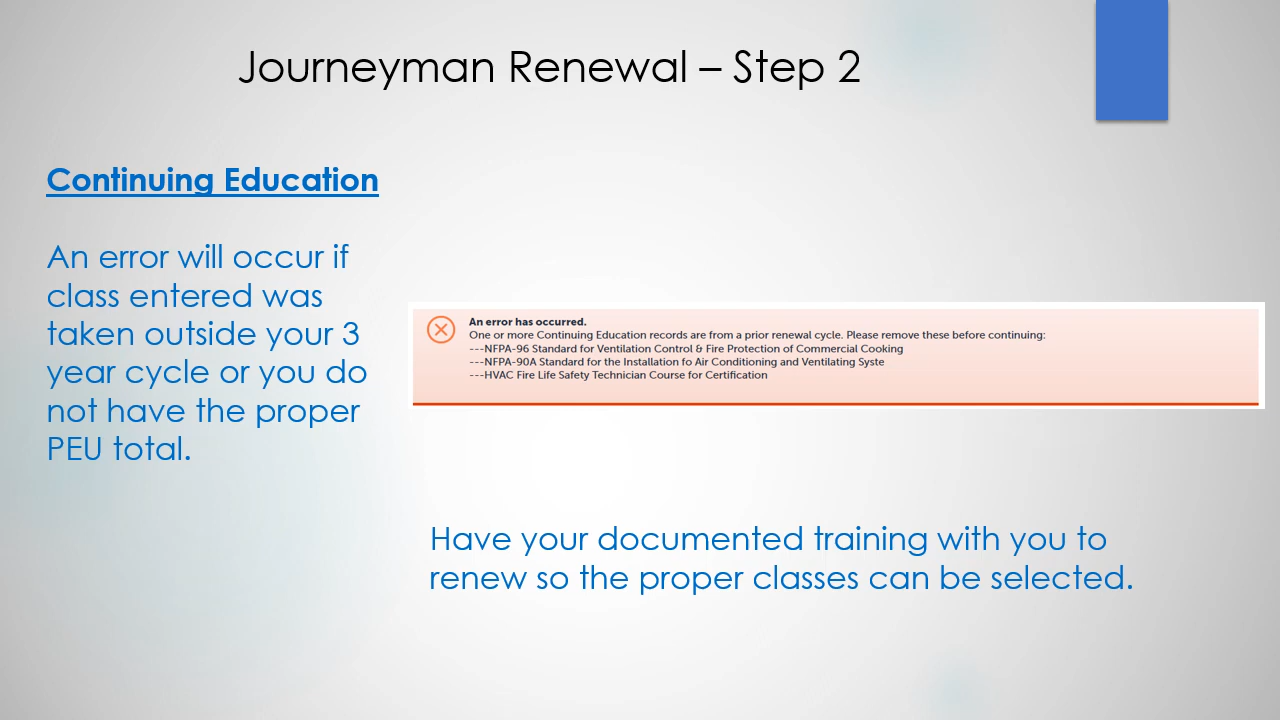 Journeyman Renewal – Step 2
Continuing Education
An error will occur if
class entered was
taken outside your 3
year cycle or you do
not have the proper
PEU total.
An error has occurred.
One or more Continuing Education records are from a prior renewal cycle. Please remove these before continuing:
---NFPA-96 Standard for Ventilation Control & Fire Protection of Commercial Cooking
---NFPA-90A Standard for the Installation fo Air Conditioning and Ventilating Syste
---HVAC Fire Life Safety Technician Course for Certification
Have your documented training with you to
renew so the proper classes can be selected.